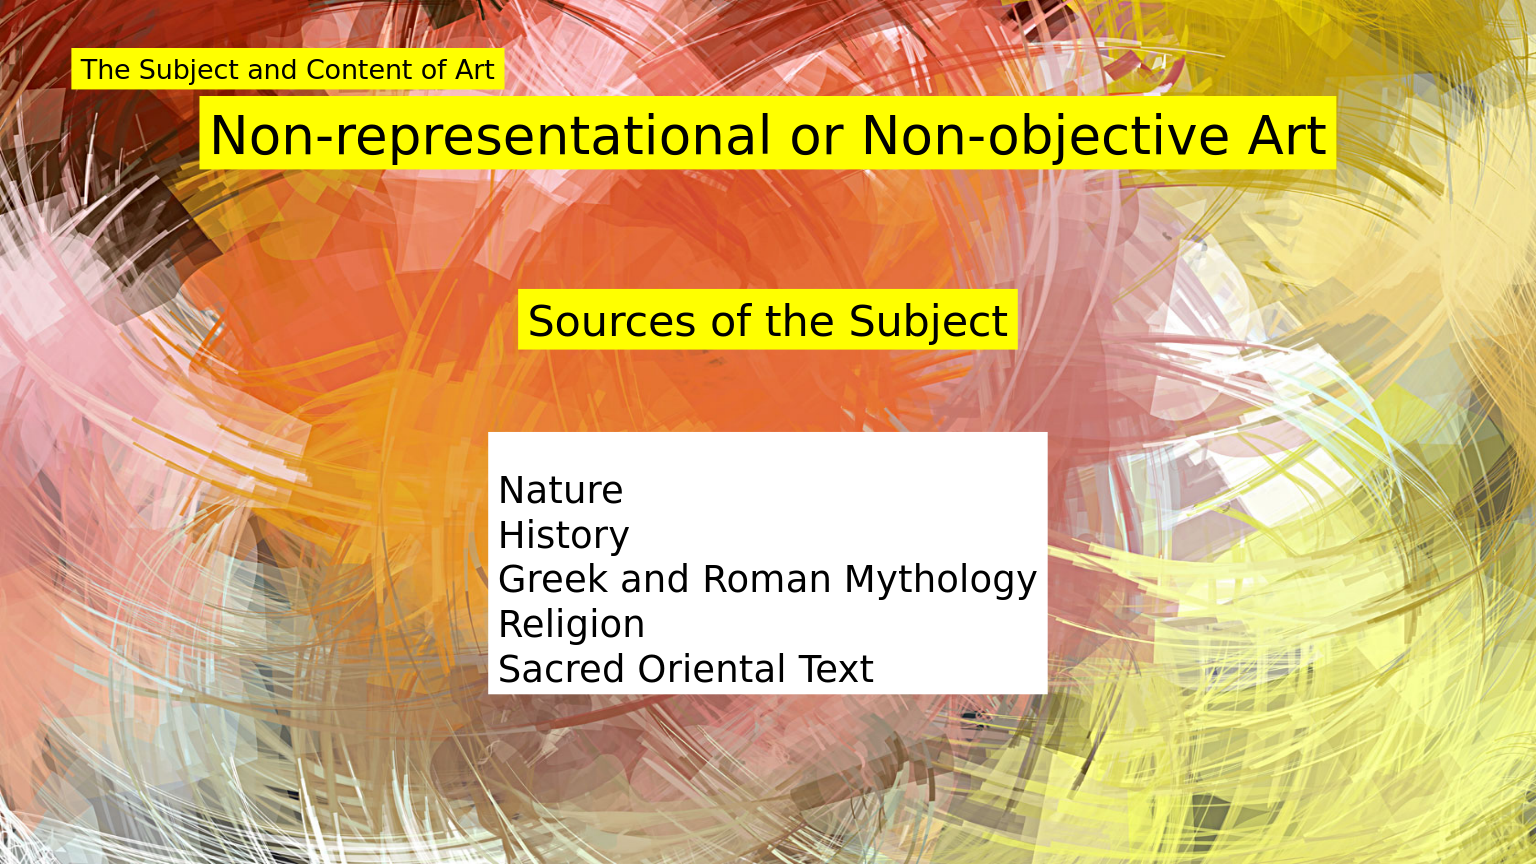 The Subject and Content of Art
Non-representational or Non-objective Art
Sources of the Subject
Nature
History
Greek and Roman Mythology
Religion
Sacred Oriental Text